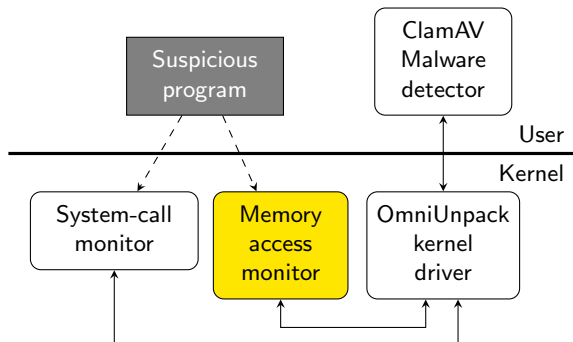 Suspicious
program
ClamAV
Malware
detector
User
Kernel
System-call
monitor
Memory
access
monitor
OmniUnpack
kernel
driver